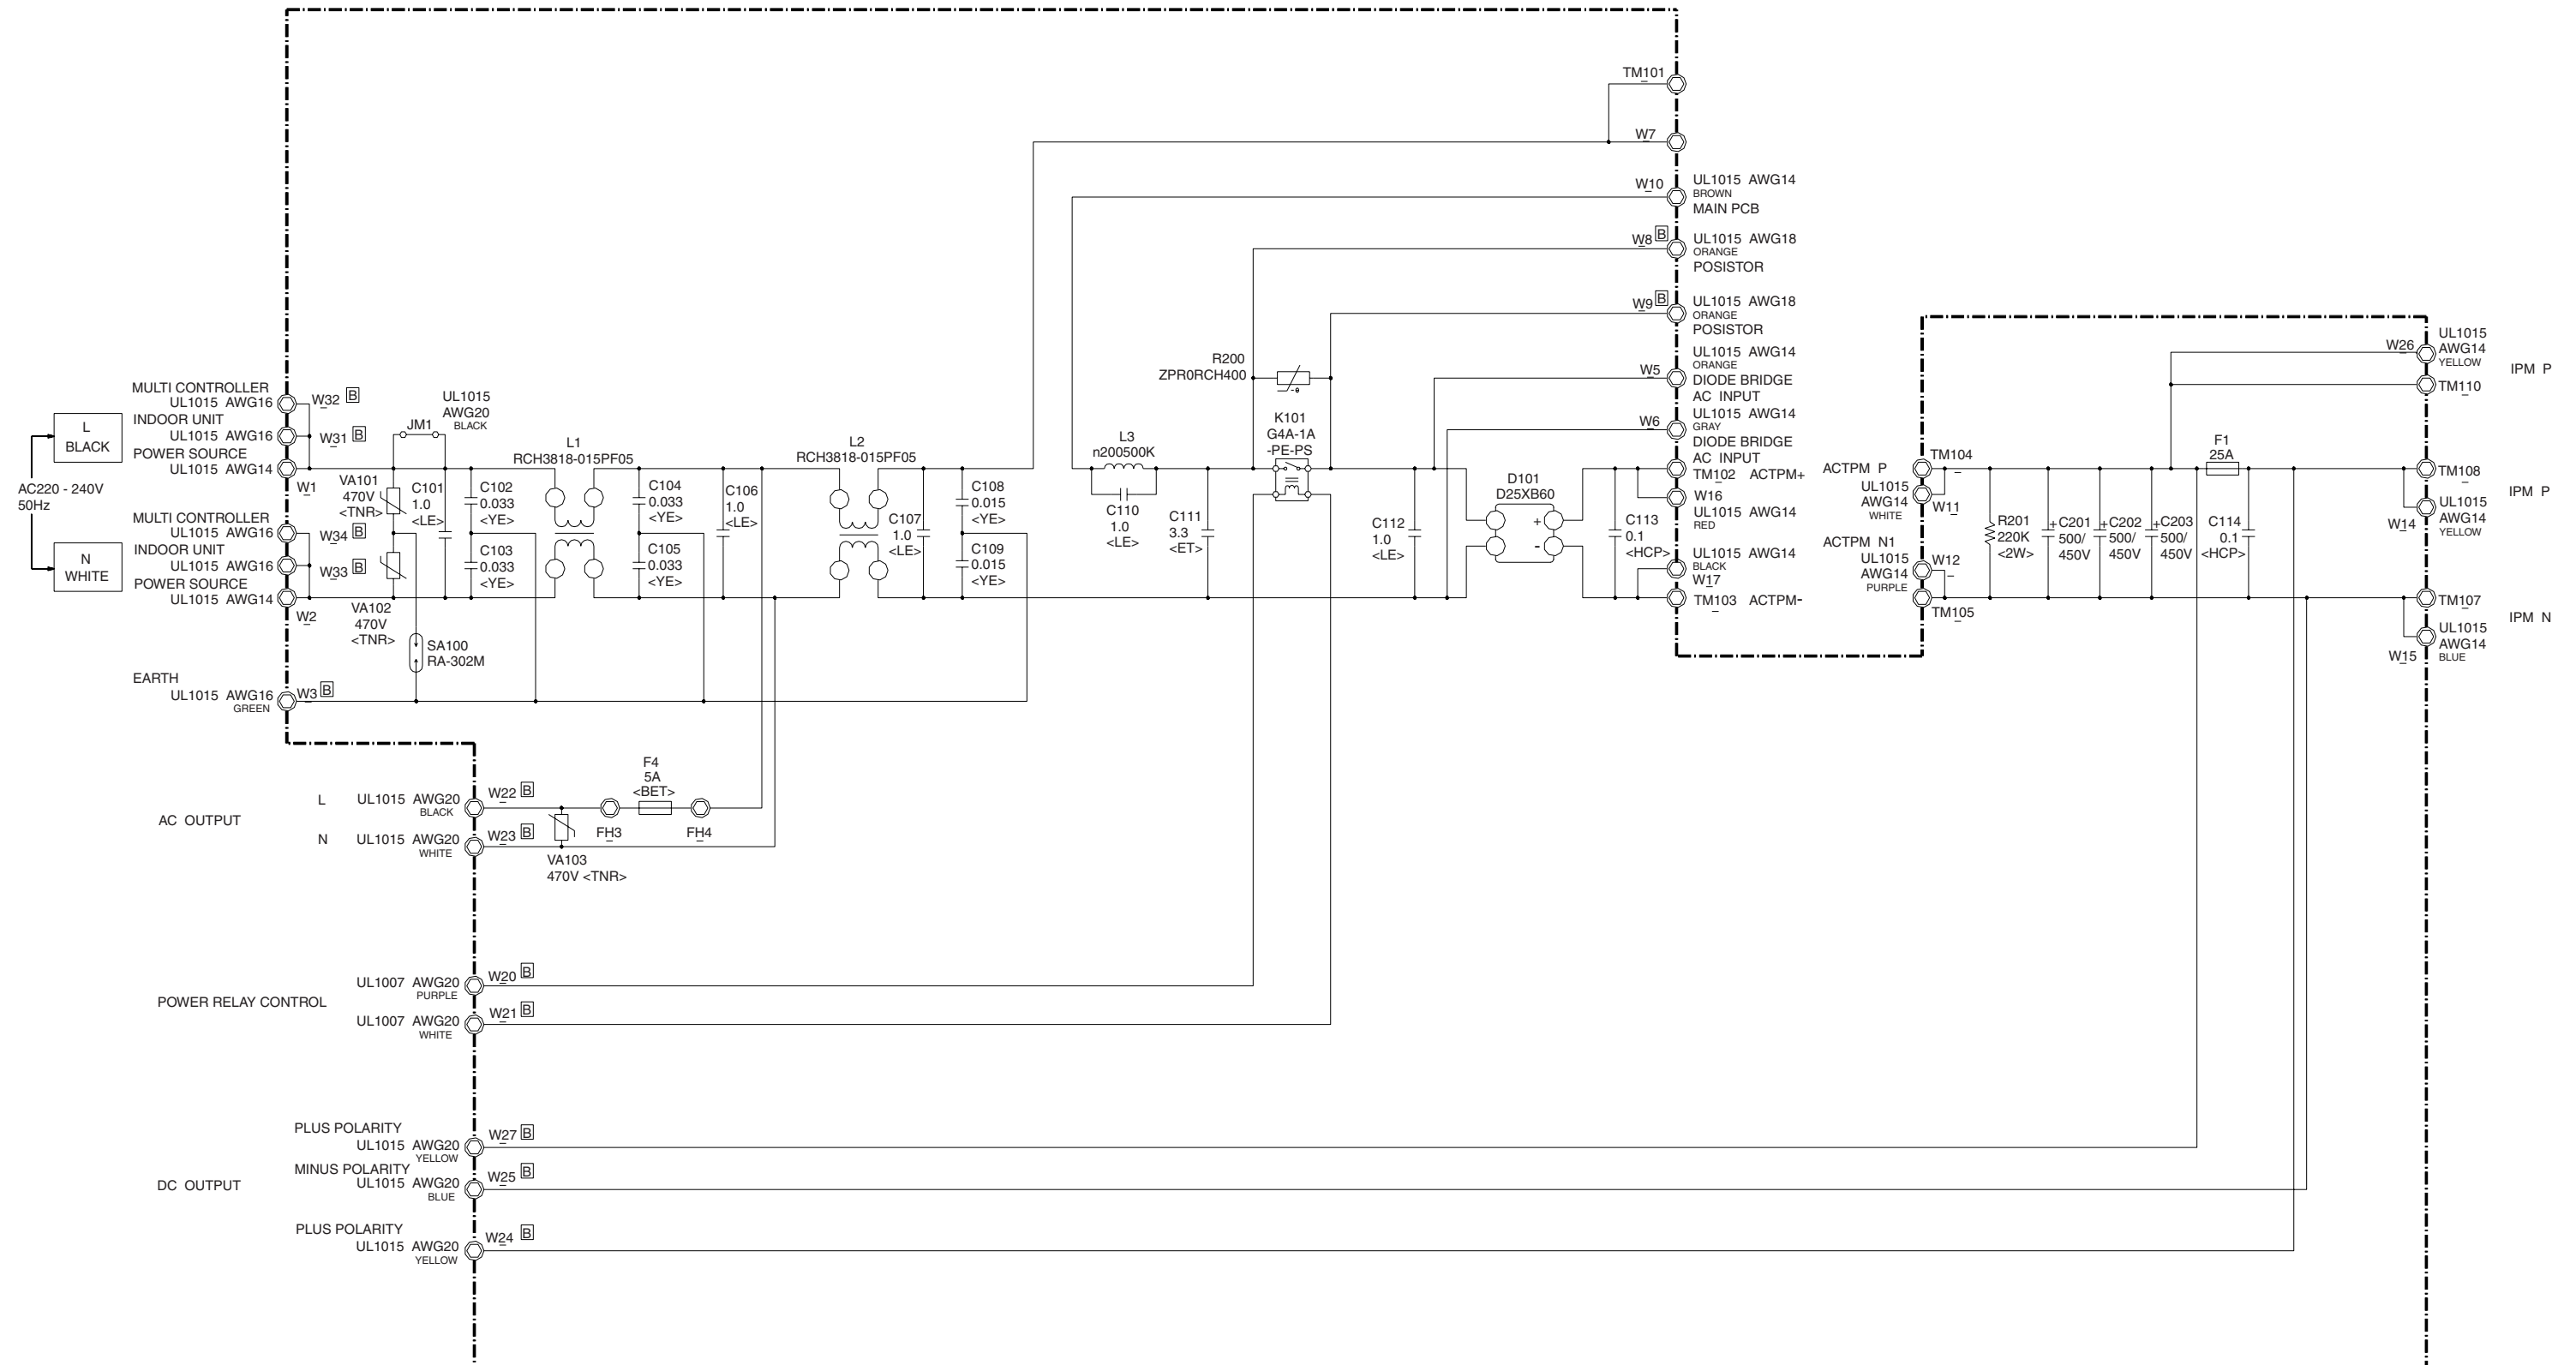 TM101
W7
W10
UL1015 AWG14
BROWN
MAIN PCB
W8 B
UL1015 AWG18
ORANGE
POSISTOR
W9 B
UL1015 AWG18
ORANGE
POSISTOR
R200
ZPR0RCH400
W5
UL1015 AWG14
ORANGE
DIODE BRIDGE
AC INPUT
W6
UL1015 AWG14
GRAY
DIODE BRIDGE
AC INPUT
K101
G4A-1A
-PE-PS
L3
n200500K
C110
1.0
<LE>
C111
3.3
<ET>
C112
1.0
<LE>
D101
D25XB60
+
-
C113
0.1
<HCP>
TM102 ACTPM+
W16
UL1015 AWG14
RED
UL1015 AWG14
BLACK
W17
TM103 ACTPM-
MULTI CONTROLLER
UL1015 AWG16
W32 B
INDOOR UNIT
UL1015 AWG16
W31 B
POWER SOURCE
UL1015 AWG14
W1
L
BLACK
AC220 - 240V
50Hz
N
WHITE
MULTI CONTROLLER
UL1015 AWG16
W34 B
INDOOR UNIT
UL1015 AWG16
W33 B
POWER SOURCE
UL1015 AWG14
W2
JM1
UL1015
AWG20
BLACK
VA101
470V
<TNR>
C101
1.0
<LE>
C102
0.033
<YE>
C103
0.033
<YE>
VA102
470V
<TNR>
SA100
RA-302M
L1
RCH3818-015PF05
C104
0.033
<YE>
C105
0.033
<YE>
C106
1.0
<LE>
L2
RCH3818-015PF05
C107
1.0
<LE>
C108
0.015
<YE>
C109
0.015
<YE>
EARTH
UL1015 AWG16
GREEN
W3 B
AC OUTPUT
L
UL1015 AWG20
BLACK
W22 B
N
UL1015 AWG20
WHITE
W23 B
F4
5A
<BET>
FH3
FH4
VA103
470V <TNR>
POWER RELAY CONTROL
UL1007 AWG20
PURPLE
W20 B
UL1007 AWG20
WHITE
W21 B
DC OUTPUT
PLUS POLARITY
UL1015 AWG20
YELLOW
W27 B
MINUS POLARITY
UL1015 AWG20
BLUE
W25 B
PLUS POLARITY
UL1015 AWG20
YELLOW
W24 B
ACTPM P
TM104
UL1015
AWG14
WHITE
W11
ACTPM N1
UL1015
AWG14
PURPLE
W12
TM105
R201
220K
<2W>
+ C201
500/
450V
+ C202
500/
450V
+ C203
500/
450V
C114
0.1
<HCP>
F1
25A
W26
UL1015
AWG14
YELLOW
IPM P
TM110
TM108
IPM P
W14
UL1015
AWG14
YELLOW
TM107
IPM N
W15
UL1015
AWG14
BLUE